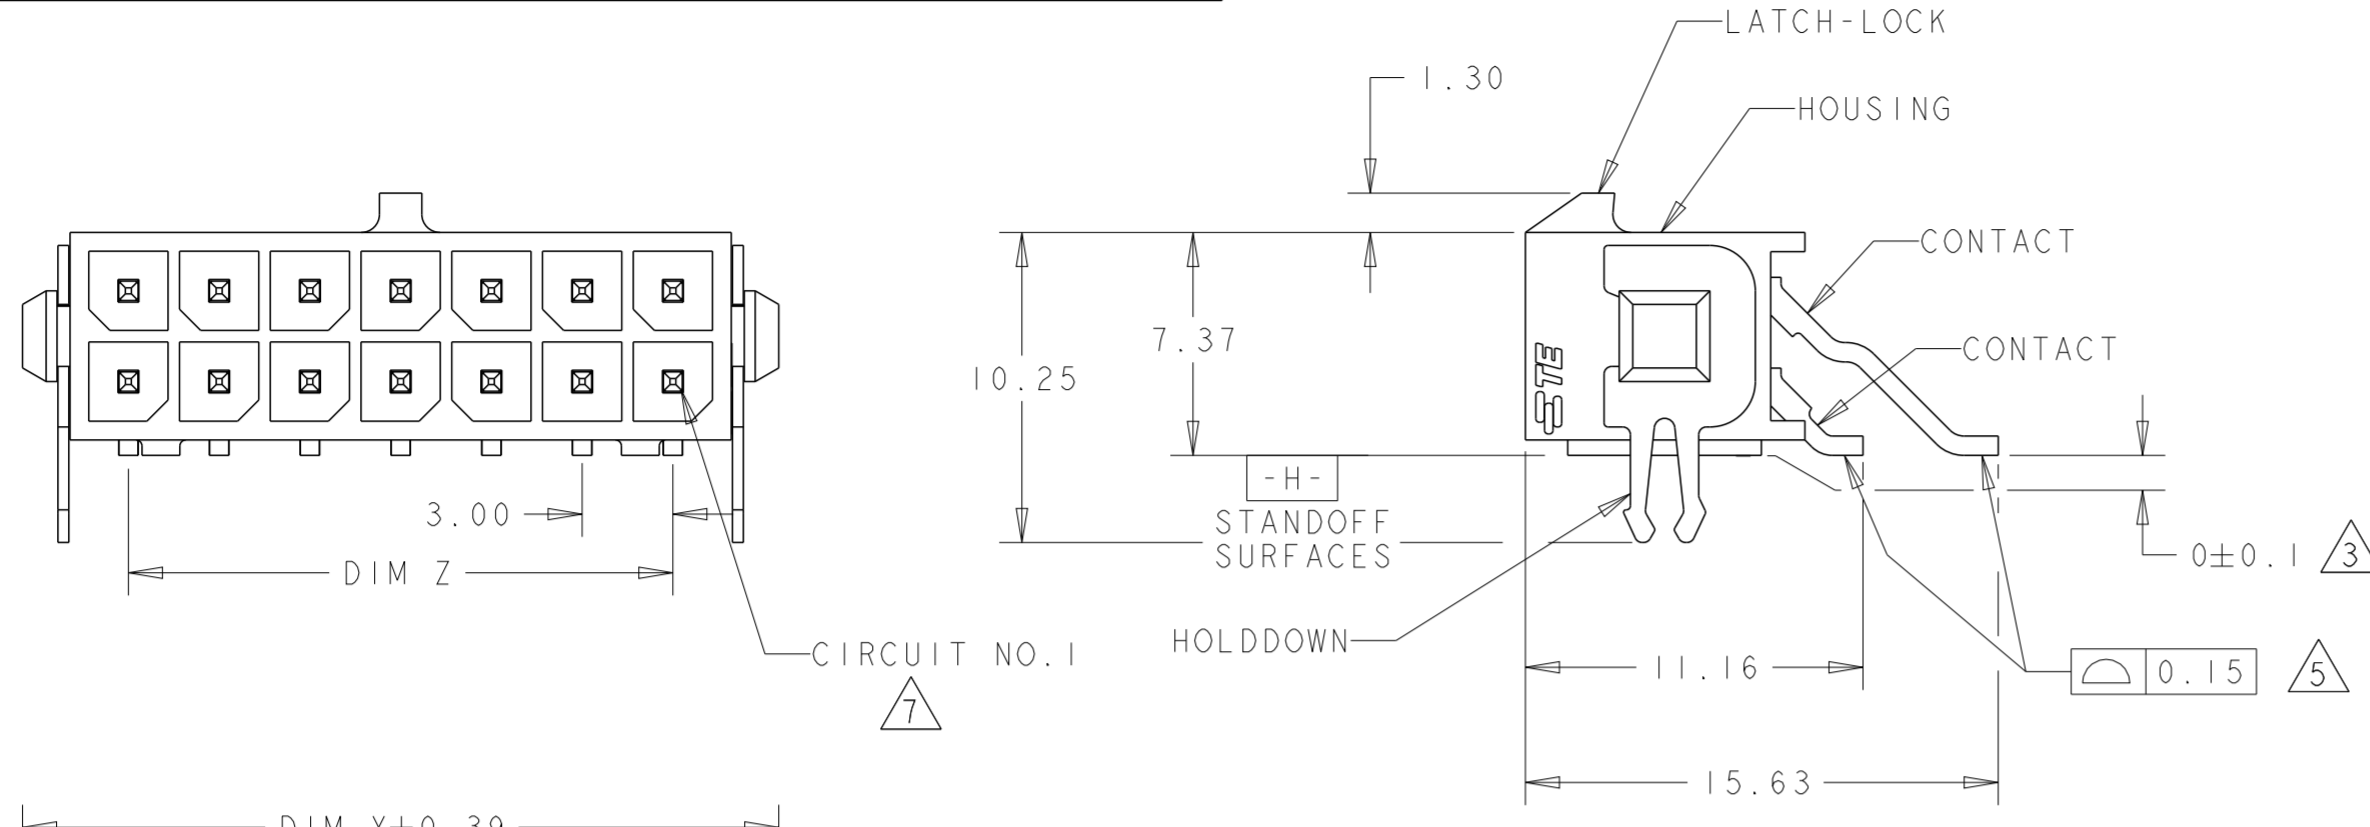 LATCH-LOCK
1.30
HOUSING
CONTACT
CONTACT
7.37
10.25
TE
-H-
STANDOFF
SURFACES
3.00
DIM Z
0±0.1 3
CIRCUIT NO.1
7
HOLDDOWN
11.16
0.15 5
15.63